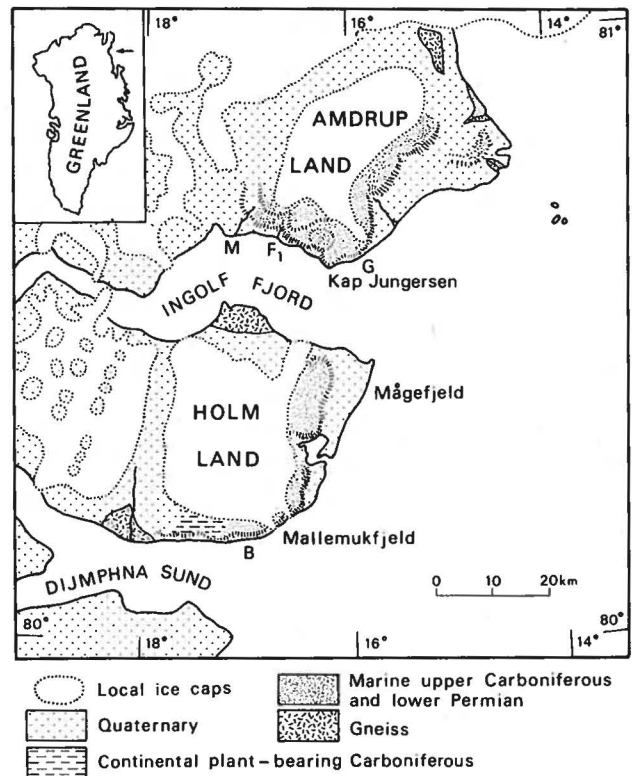 18°
16°
14°
81°
GREENLAND
AMDRUP
LAND
M
F1
G
Kap Jungersen
INGOLF FJORD
HOLM
LAND
Mågefjeld
Mallemukfjeld
B
DIJMPHNA SUND
0 10 20km
80°
18°
16°
14°
80°
Local ice caps
Quaternary
Continental plant-bearing Carboniferous
Marine upper Carboniferous
and lower Permian
Gneiss